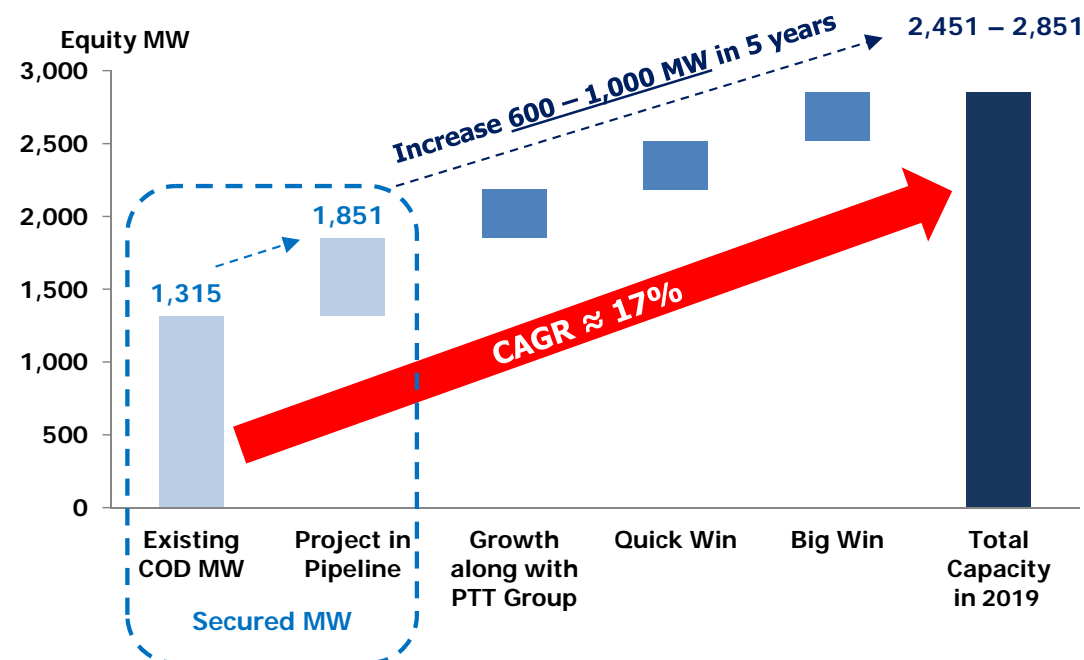 Equity MW
3,000
2,500
2,000
1,500
1,000
500
0
2,451 – 2,851
Increase 600 – 1,000 MW in 5 years
1,851
1,315
CAGR ≈ 17%
Existing
COD MW
Project in
Pipeline
Growth
along with
PTT Group
Quick Win
Big Win
Total
Capacity
in 2019
Secured MW